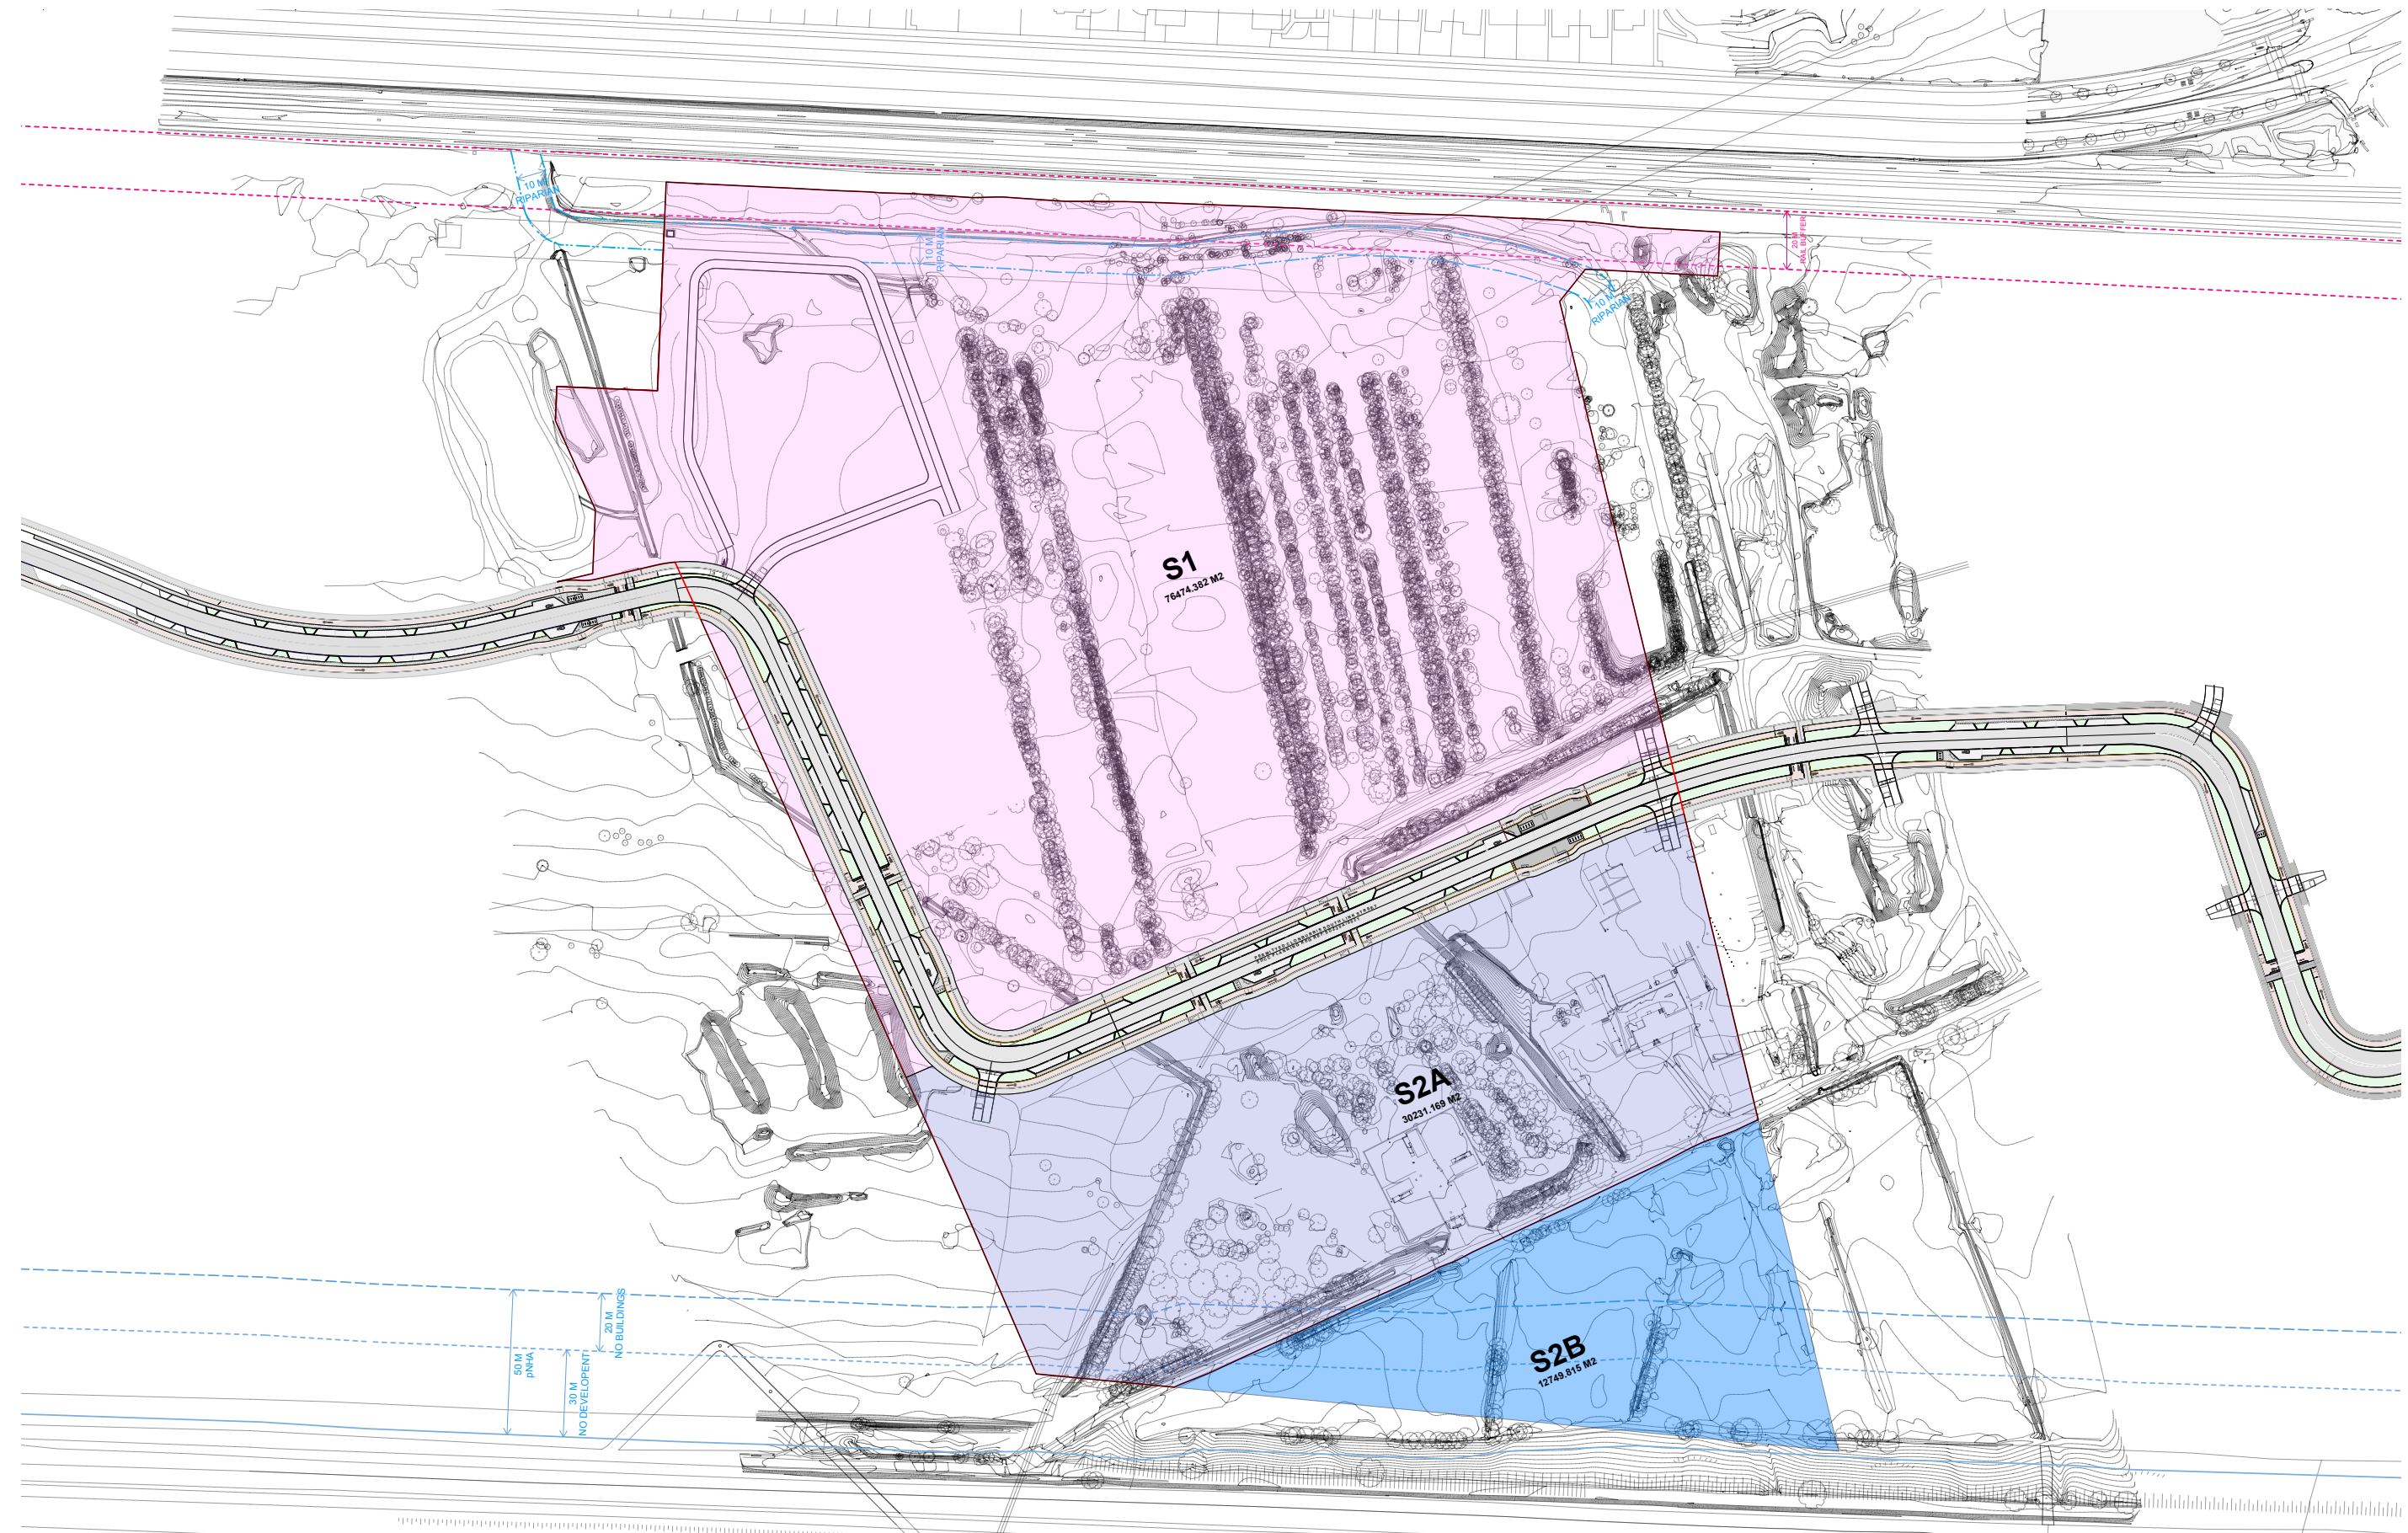 10 M
RIPARIAN
10 M
RIPARIAN
20 M
RAIL BUFFER
10 M
RIPARIAN
S1
76474.382 M2
S2A
30231.169 M2
20 M
NO BUILDINGS
50 M
pNHA
30 M
NO DEVELOPENT
S2B
12749.815 M2